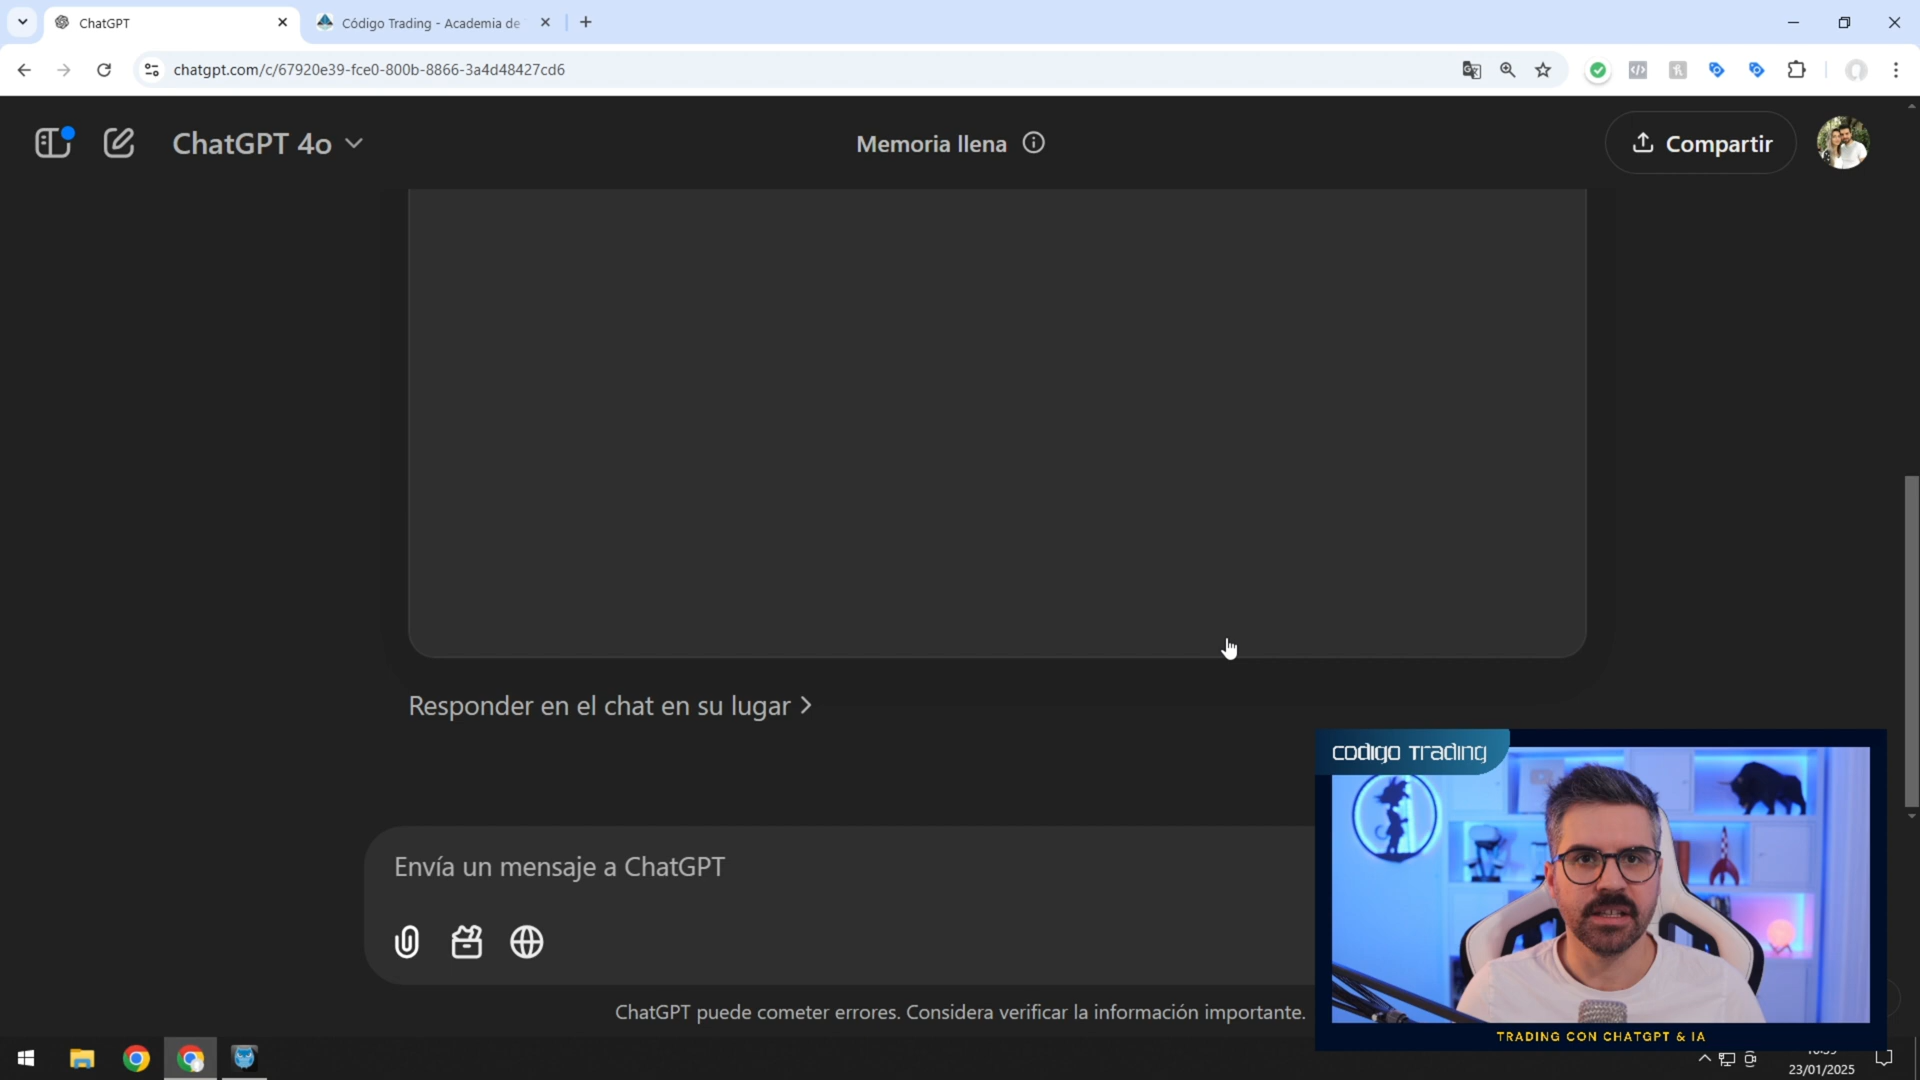 ChatGPT
Código Trading - Academia de
chatgpt.com/c/67920e39-fce0-800b-8866-3a4d48427cd6
ChatGPT 4o
Memoria llena
Compartir
Responder en el chat en su lugar
Envía un mensaje a ChatGPT
ChatGPT puede cometer errores. Considera verificar la información importante.
codigo Trading
TRADING CON CHATGPT & IA
23/01/2025